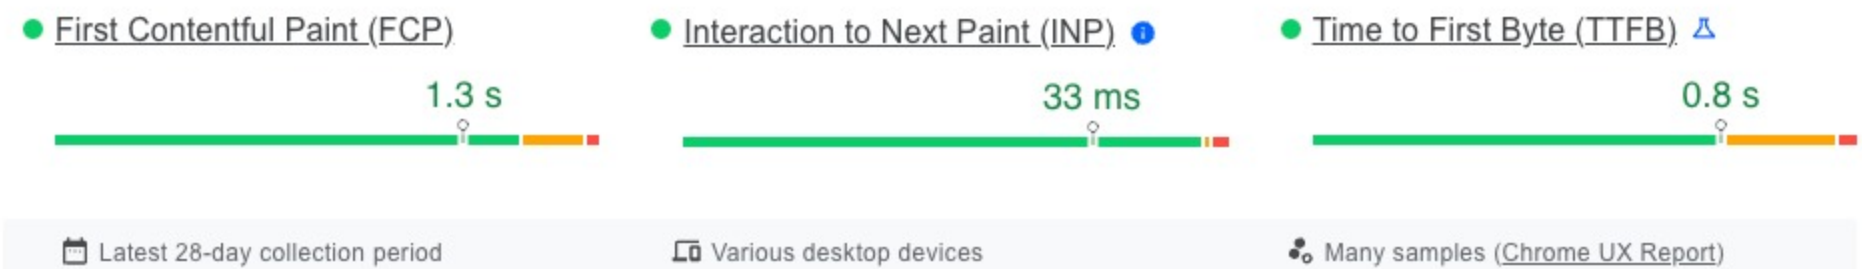 First Contentful Paint (FCP)
1.3 s
Interaction to Next Paint (INP)
33 ms
Time to First Byte (TTFB)
0.8 s
Latest 28-day collection period
Various desktop devices
Many samples (Chrome UX Report)